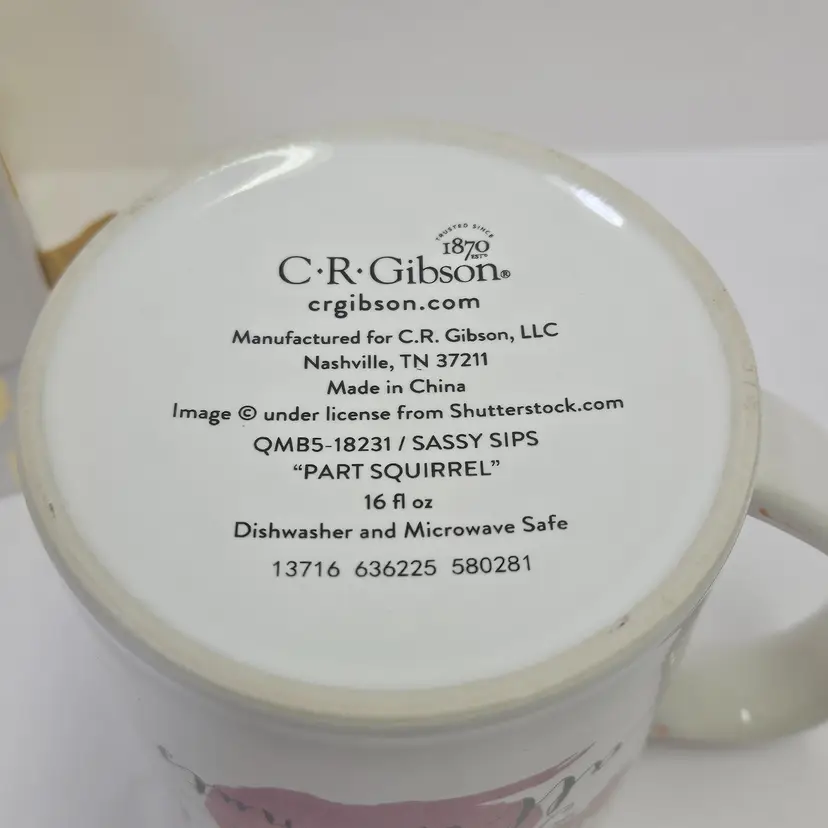 TRUSTED SINCE
1870
EST'D
C·R·Gibson®
crgibson.com
Manufactured for C.R. Gibson, LLC
Nashville, TN 37211
Made in China
Image © under license from Shutterstock.com
QMB5-18231 / SASSY SIPS
“PART SQUIRREL”
16 fl oz
Dishwasher and Microwave Safe
13716 636225 580281